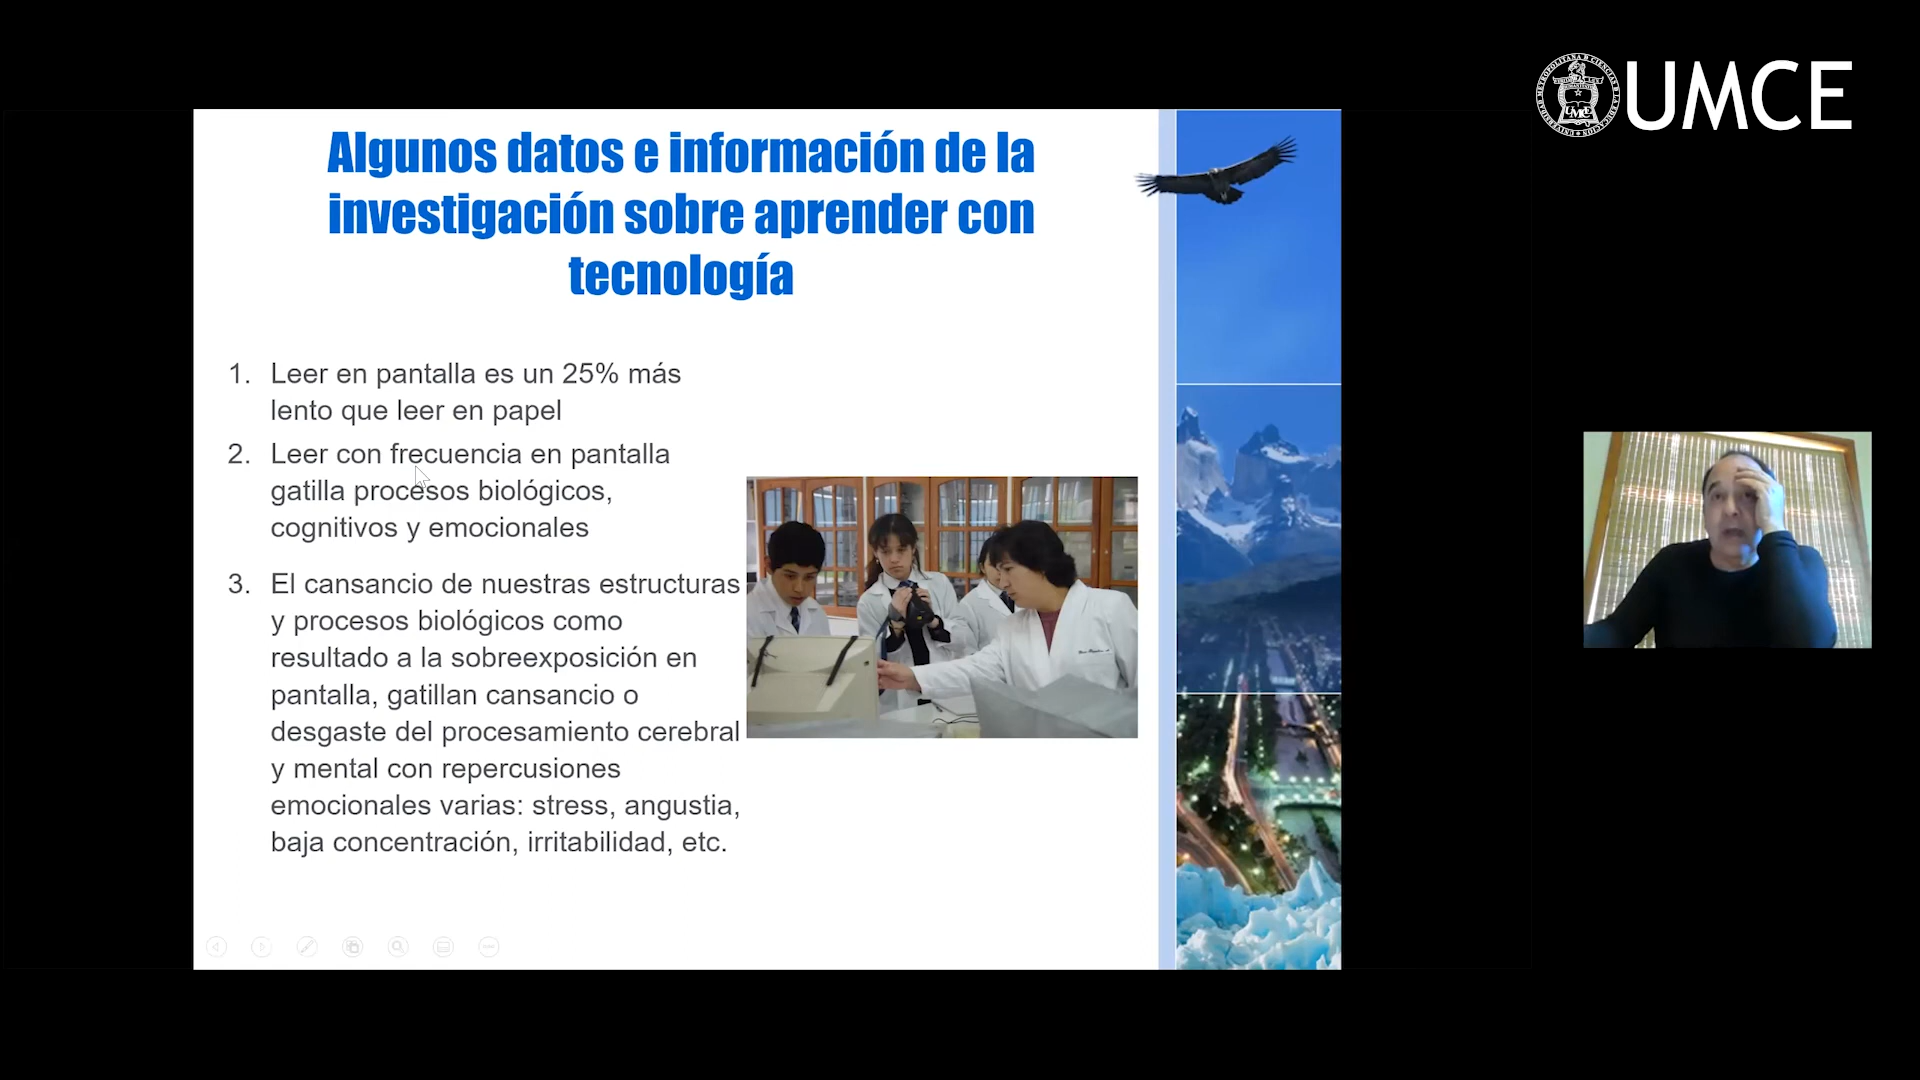 UMCE
Algunos datos e información de la
investigación sobre aprender con
tecnología
1. Leer en pantalla es un 25% más
lento que leer en papel
2. Leer con frecuencia en pantalla
gatilla procesos biológicos,
cognitivos y emocionales
3. El cansancio de nuestras estructuras
y procesos biológicos como
resultado a la sobreexposición en
pantalla, gatillan cansancio o
desgaste del procesamiento cerebral
y mental con repercusiones
emocionales varias: stress, angustia,
baja concentración, irritabilidad, etc.